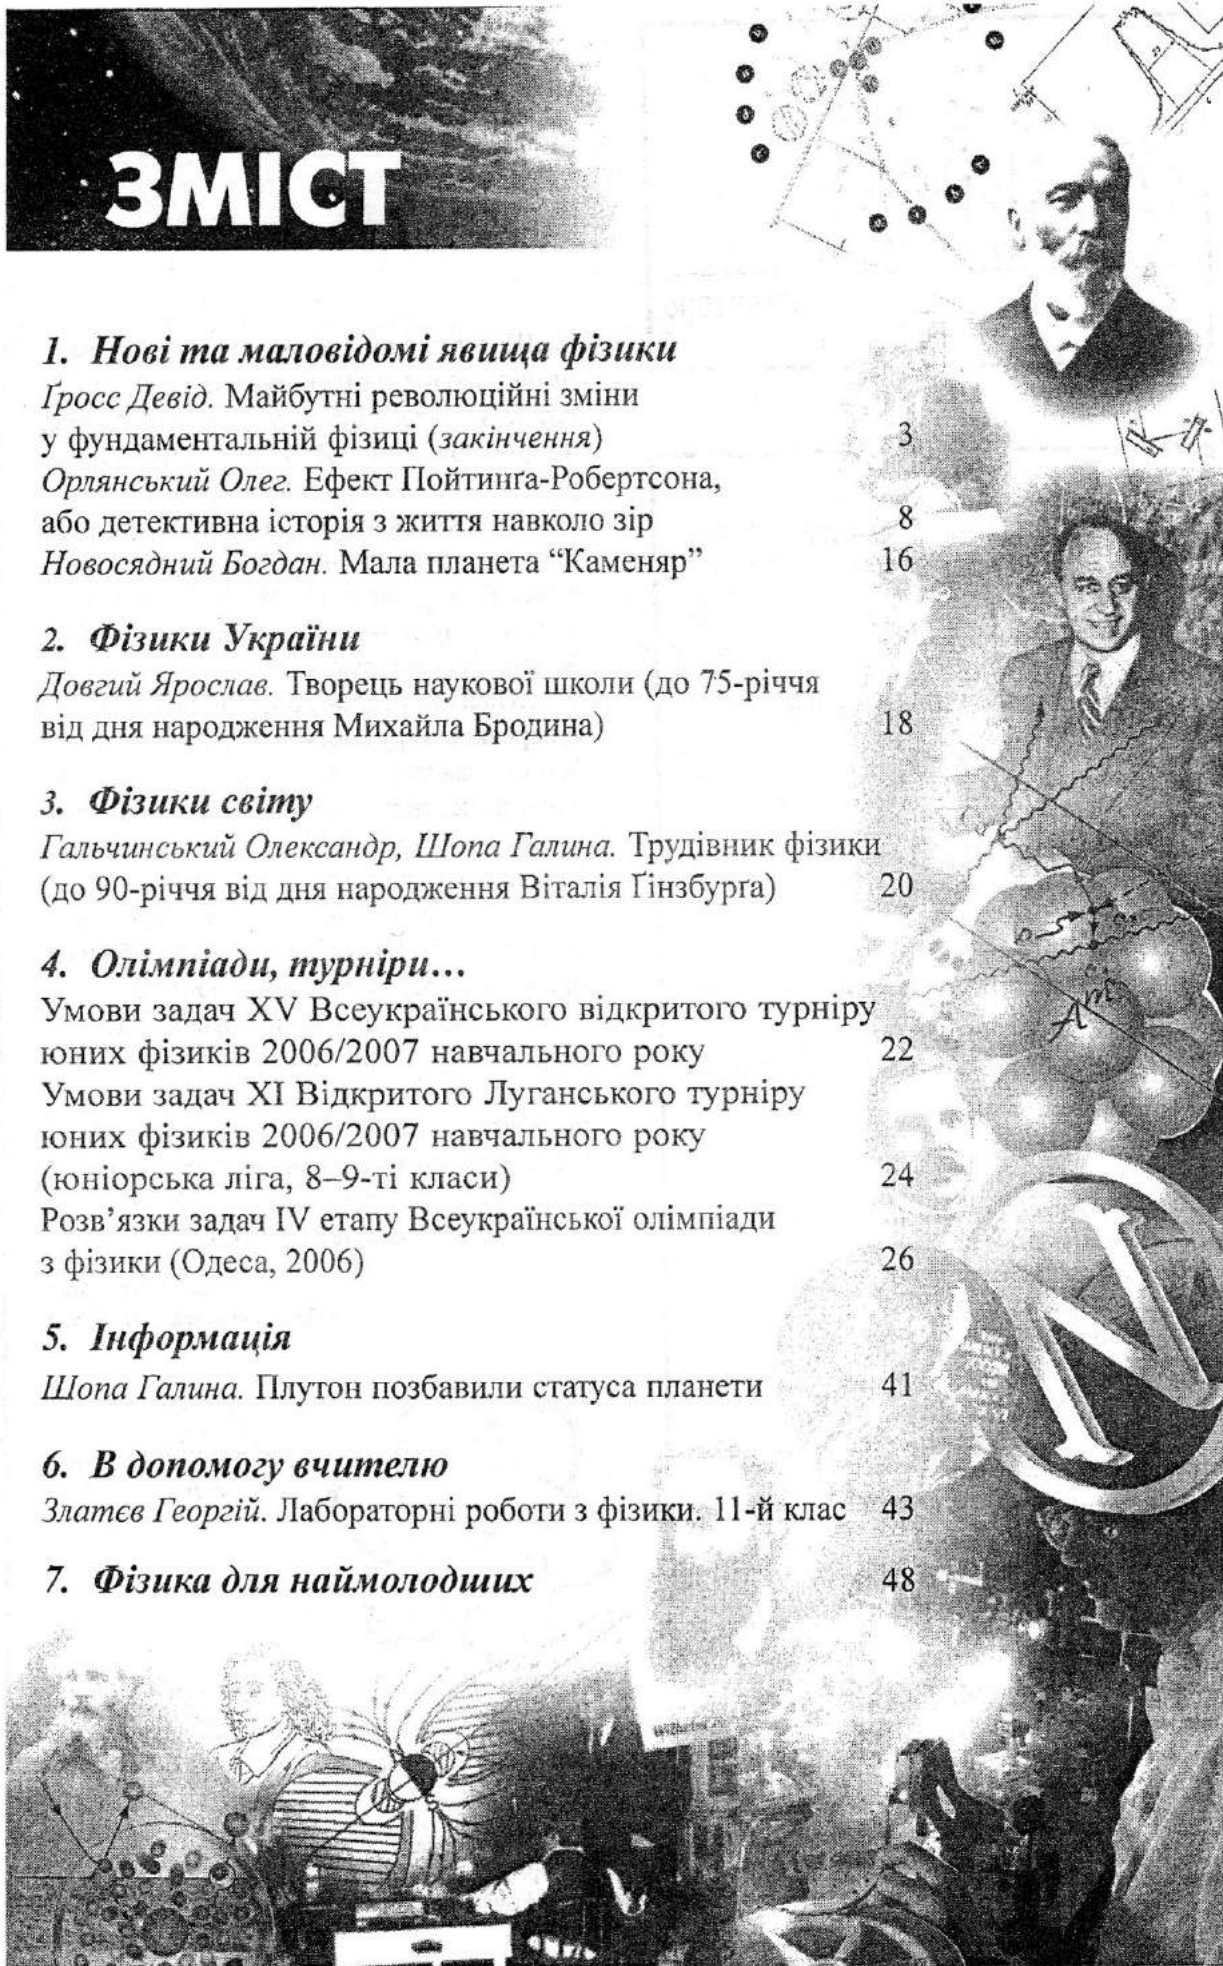 ЗМІСТ
1. Нові та маловідомі явища фізики
Ґросс Девід. Майбутні революційні зміни
у фундаментальній фізиці (закінчення) 3
Орлянський Олег. Ефект Пойтинґа-Робертсона,
або детективна історія з життя навколо зір 8
Новосядний Богдан. Мала планета “Каменяр” 16
2. Фізики України
Довгий Ярослав. Творець наукової школи (до 75-річчя
від дня народження Михайла Бродина) 18
3. Фізики світу
Гальчинський Олександр, Шопа Галина. Трудівник фізики
(до 90-річчя від дня народження Віталія Ґінзбурґа) 20
4. Олімпіади, турніри...
Умови задач XV Всеукраїнського відкритого турніру
юних фізиків 2006/2007 навчального року 22
Умови задач XI Відкритого Луганського турніру
юних фізиків 2006/2007 навчального року
(юніорська ліга, 8–9-ті класи) 24
Розв’язки задач IV етапу Всеукраїнської олімпіади
з фізики (Одеса, 2006) 26
5. Інформація
Шопа Галина. Плутон позбавили статуса планети 41
6. В допомогу вчителю
Златєв Георгій. Лабораторні роботи з фізики. 11-й клас 43
7. Фізика для наймолодших 48